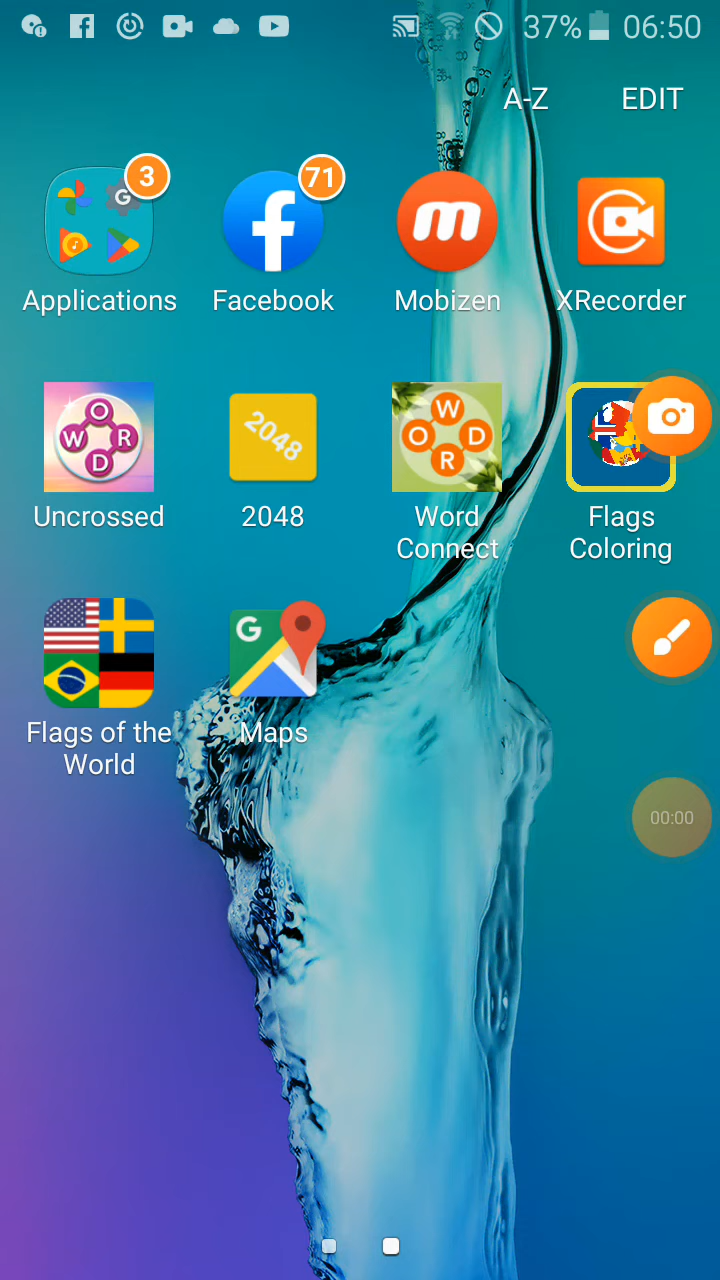 37% 06:50
A-Z EDIT
3
71
Applications Facebook Mobizen XRecorder
W O R D
2048
W O R D
Uncrossed 2048 Word Connect Flags Coloring
G
Flags of the World Maps
00:00